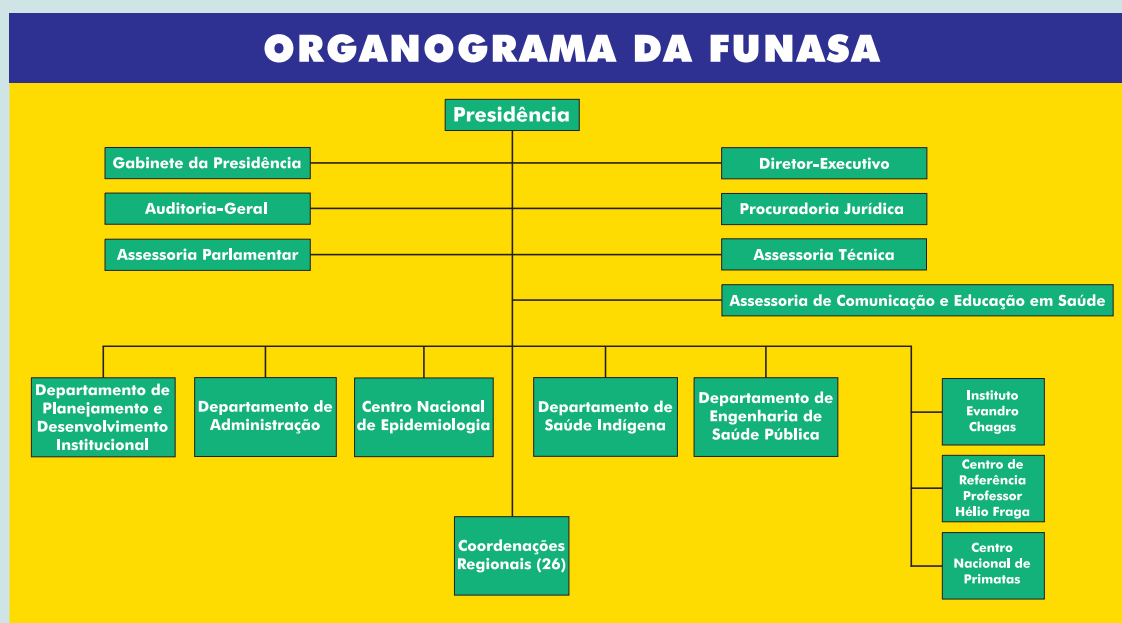 ORGANOGRAMA DA FUNASA
Presidência
Gabinete da Presidência
Diretor-Executivo
Auditoria-Geral
Procuradoria Jurídica
Assessoria Parlamentar
Assessoria Técnica
Assessoria de Comunicação e Educação em Saúde
Departamento de
Planejamento e
Desenvolvimento
Institucional
Departamento de
Administração
Centro Nacional
de Epidemiologia
Departamento de
Saúde Indígena
Departamento de
Engenharia de
Saúde Pública
Instituto
Evandro
Chagas
Centro de
Referência
Professor
Hélio Fraga
Centro
Nacional de
Primatas
Coordenações
Regionais (26)